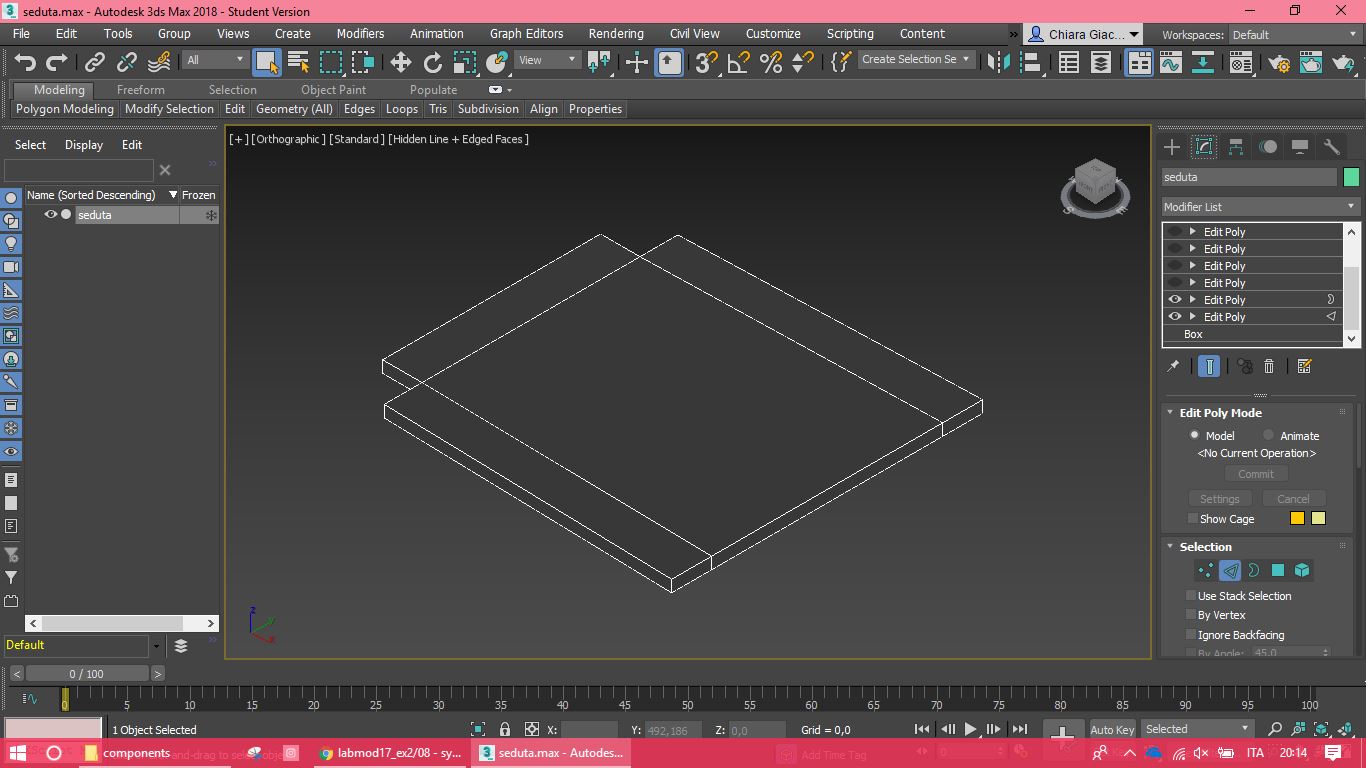 seduta.max - Autodesk 3ds Max 2018 - Student Version
File Edit Tools Group Views Create Modifiers Animation Graph Editors Rendering Civil View Customize Scripting Content » Chiara Giac... Workspaces: Default
All View Create Selection Se
Modeling Freeform Selection Object Paint Populate
Polygon Modeling Modify Selection Edit Geometry (All) Edges Loops Tris Subdivision Align Properties
Select Display Edit
[+] [Orthographic] [Standard] [Hidden Line + Edged Faces]
Name (Sorted Descending) Frozen
seduta
TOP
FRONT
S
E
z
y
x
seduta
Modifier List
Edit Poly
Edit Poly
Edit Poly
Edit Poly
Edit Poly
Edit Poly
Box
Edit Poly Mode
Model Animate
<No Current Operation>
Commit
Settings Cancel
Show Cage
Selection
Use Stack Selection
By Vertex
Ignore Backfacing
By Angle: 45,0
Default
< 0 / 100 >
0 5 10 15 20 25 30 35 40 45 50 55 60 65 70 75 80 85 90 95 100
1 Object Selected X: Y: 492,186 Z: 0,0 Grid = 0,0 Auto Key Selected
components labmod17_ex2/08 - sy... seduta.max - Autodes... Add Time Tag 0 ITA 20:14